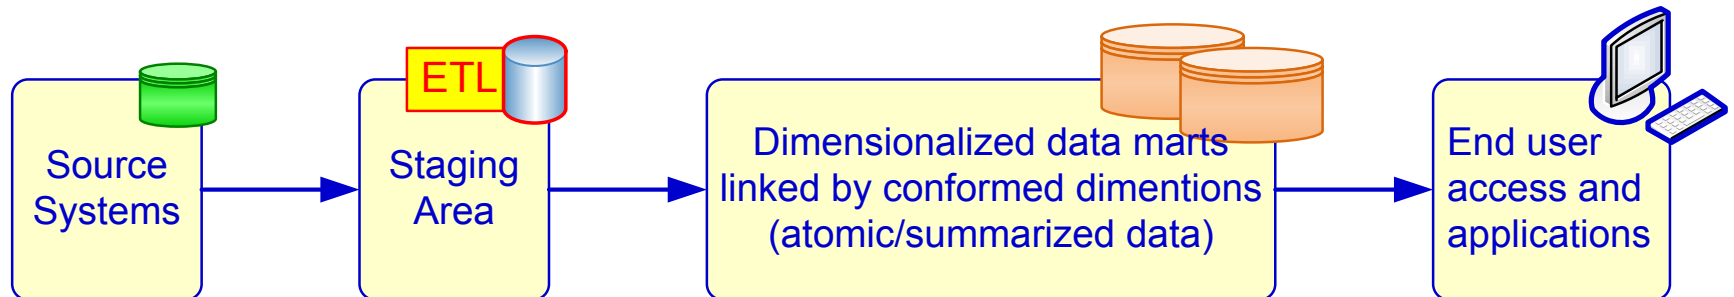 Source
Systems
ETL
Staging
Area
Dimensionalized data marts
linked by conformed dimentions
(atomic/summarized data)
End user
access and
applications